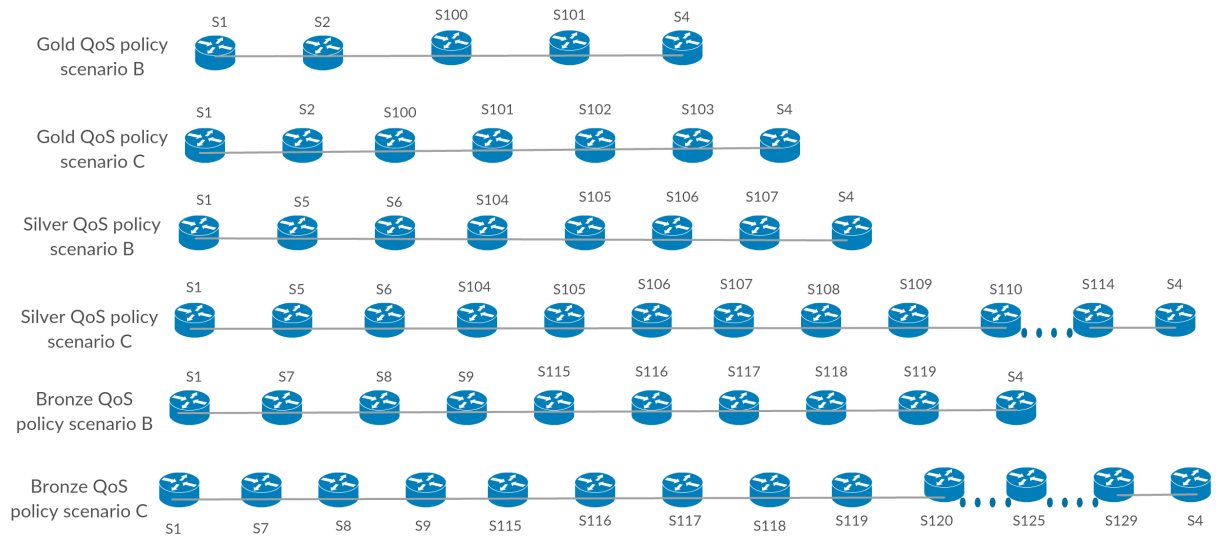 S1 S2 S100 S101 S4
Gold QoS policy
scenario B
S1 S2 S100 S101 S102 S103 S4
Gold QoS policy
scenario C
S1 S5 S6 S104 S105 S106 S107 S4
Silver QoS policy
scenario B
S1 S5 S6 S104 S105 S106 S107 S108 S109 S110 S114 S4
Silver QoS policy
scenario C
S1 S7 S8 S9 S115 S116 S117 S118 S119 S4
Bronze QoS
policy scenario B
Bronze QoS
policy scenario C
S1 S7 S8 S9 S115 S116 S117 S118 S119 S120 S125 S129 S4